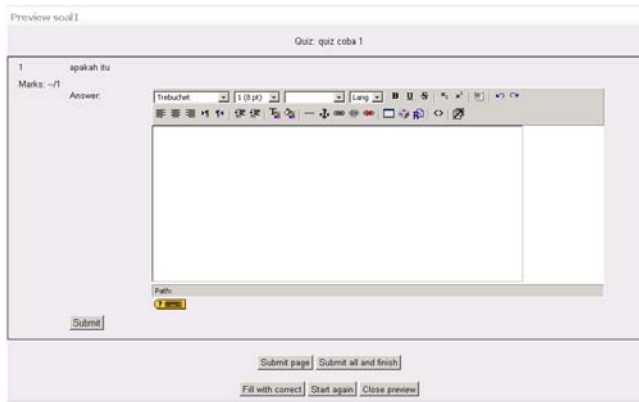 Preview soal1
Quiz: quiz coba 1
1 apakah itu
Marks: --/1
Answer:
Trebuchet 1 (8 pt) Lang B U S
Path:
Submit
Submit page Submit all and finish
Fill with correct Start again Close preview